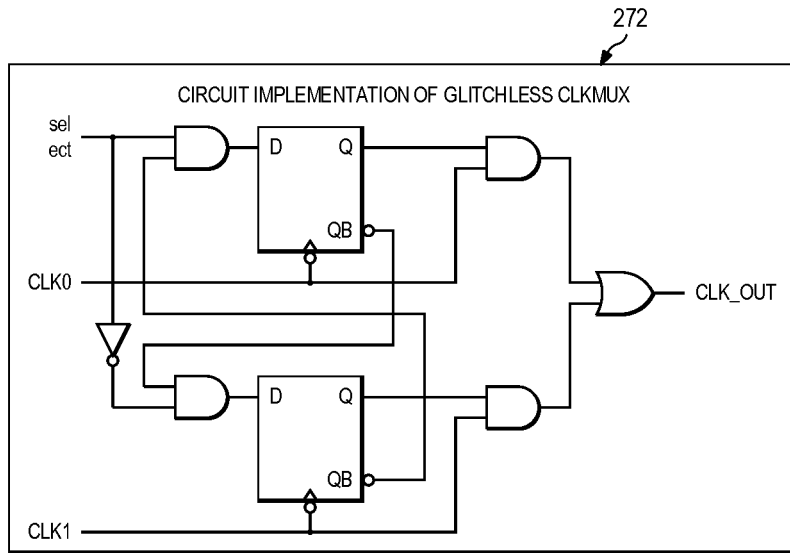 272
CIRCUIT IMPLEMENTATION OF GLITCHLESS CLKMUX
sel
ect
D
Q
QB
CLK0
CLK_OUT
D
Q
QB
CLK1